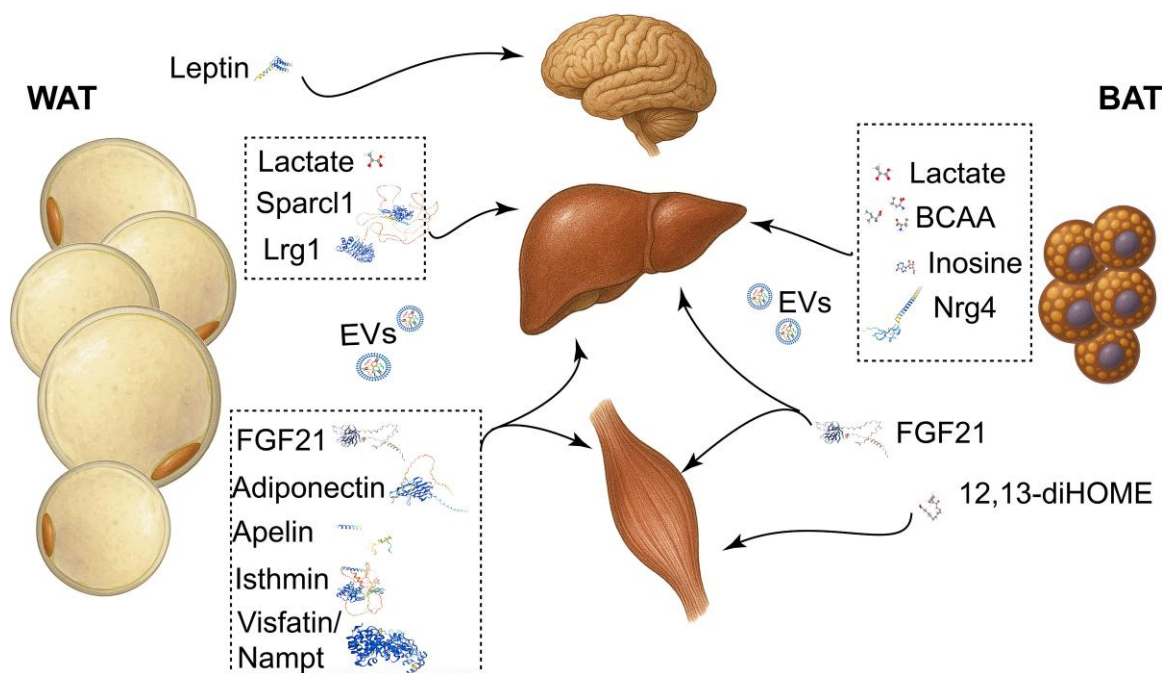 Leptin
WAT
BAT
Lactate
Sparcl1
Lrg1
Lactate
BCAA
Inosine
Nrg4
EVs
EVs
FGF21
Adiponectin
Apelin
Isthmin
Visfatin/
Nampt
FGF21
12,13-diHOME